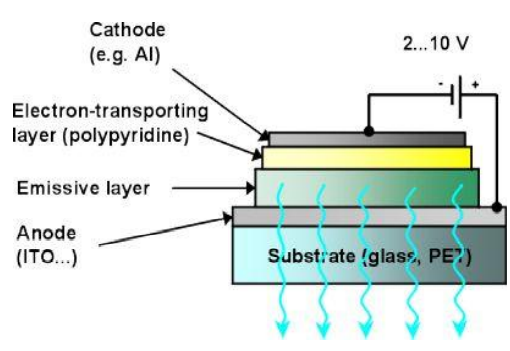 Cathode
(e.g. Al)
2...10 V
- +
Electron-transporting
layer (polypyridine)
Emissive layer
Anode
(ITO...)
Substrate (glass, PET)